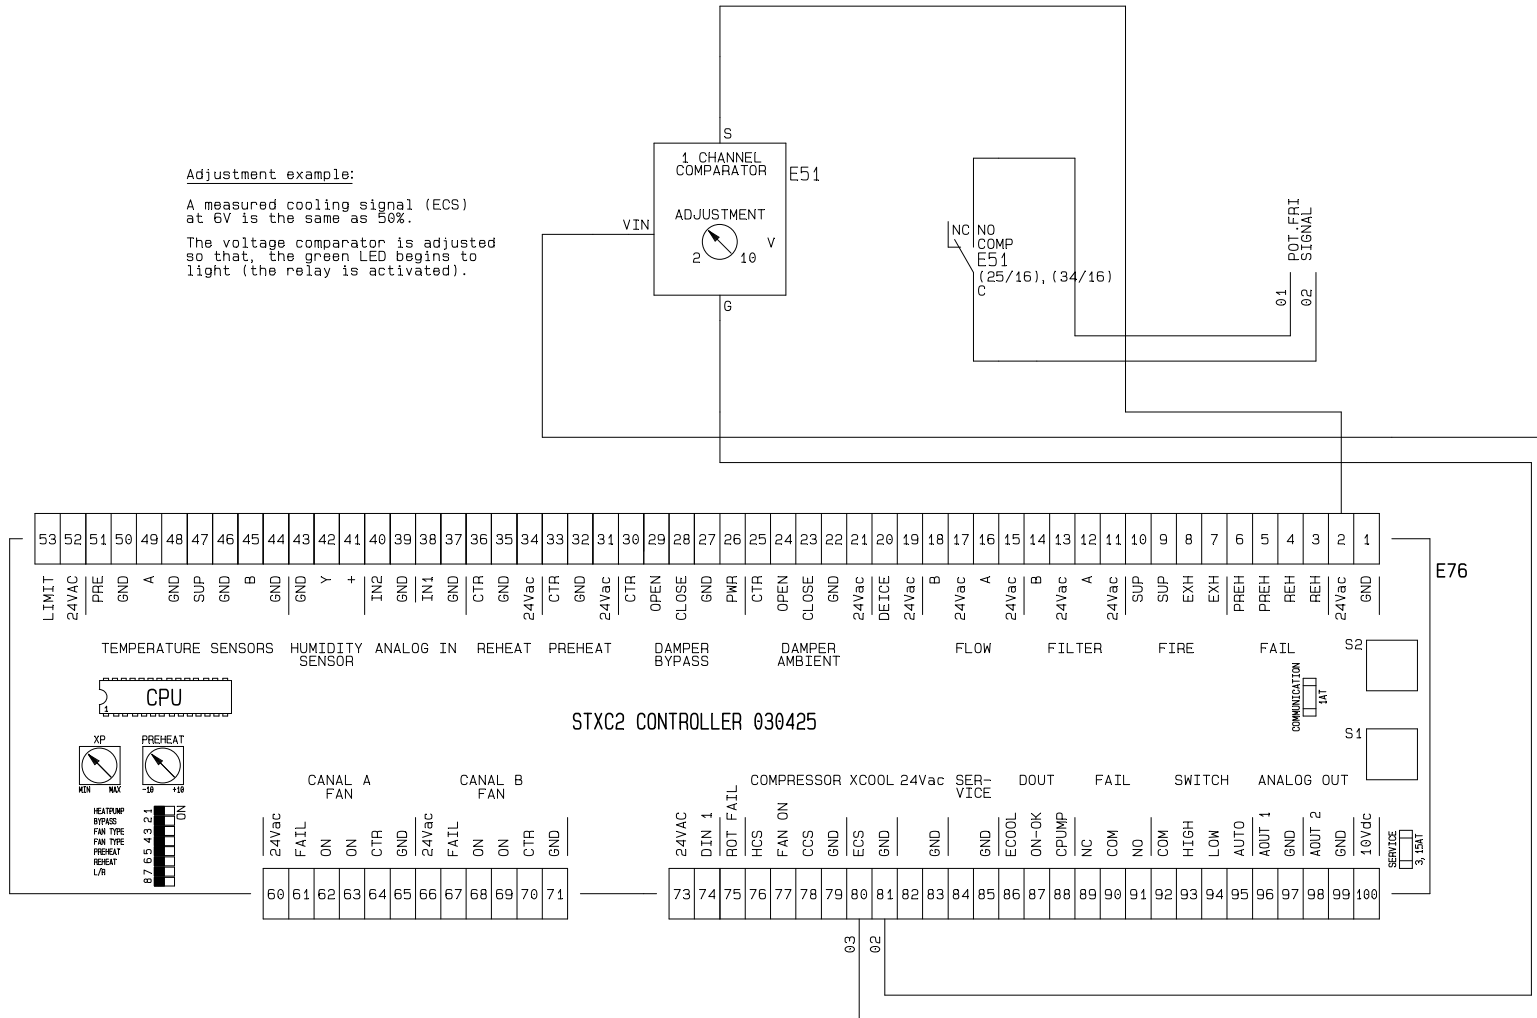 S
1 CHANNEL
COMPARATOR
E51
Adjustment example:
A measured cooling signal (ECS)
at 6V is the same as 50%.
The voltage comparator is adjusted
so that, the green LED begins to
light (the relay is activated).
VIN
ADJUSTMENT
V
2 10
G
NC NO
COMP
E51
(25/16), (34/16)
C
POT.FRI
SIGNAL
01
02
53 52 51 50 49 48 47 46 45 44 43 42 41 40 39 38 37 36 35 34 33 32 31 30 29 28 27 26 25 24 23 22 21 20 19 18 17 16 15 14 13 12 11 10 9 8 7 6 5 4 3 2 1
E76
LIMIT 24VAC PRE GND A GND SUP GND B GND GND Y + IN2 GND IN1 GND CTR GND 24Vac CTR GND 24Vac CTR OPEN CLOSE GND PWR CTR OPEN CLOSE GND 24Vac DEICE 24Vac B 24Vac A 24Vac B 24Vac A 24Vac SUP SUP EXH EXH PREH PREH REH REH 24Vac GND
TEMPERATURE SENSORS
HUMIDITY
SENSOR
ANALOG IN
REHEAT
PREHEAT
DAMPER
BYPASS
DAMPER
AMBIENT
FLOW
FILTER
FIRE
FAIL
S2
COMMUNICATION
1AT
CPU
1
STXC2 CONTROLLER 030425
S1
XP
MIN MAX
PREHEAT
-10 +10
HEATPUMP
BYPASS
FAN TYPE
FAN TYPE
PREHEAT
REHEAT
L/R
1
2
3
4
5
6
7
8
ON
CANAL A
FAN
CANAL B
FAN
COMPRESSOR
XCOOL
24Vac
SER-
VICE
DOUT
FAIL
SWITCH
ANALOG OUT
24Vac FAIL ON ON CTR GND 24Vac FAIL ON ON CTR GND
24VAC DIN 1 ROT FAIL HCS FAN ON CCS GND ECS GND GND GND ECOOL ON-OK CPUMP NC COM NO COM HIGH LOW AUTO AOUT 1 GND AOUT 2 GND 10Vdc
SERVICE
3,15AT
60 61 62 63 64 65 66 67 68 69 70 71
73 74 75 76 77 78 79 80 81 82 83 84 85 86 87 88 89 90 91 92 93 94 95 96 97 98 99 100
03
02